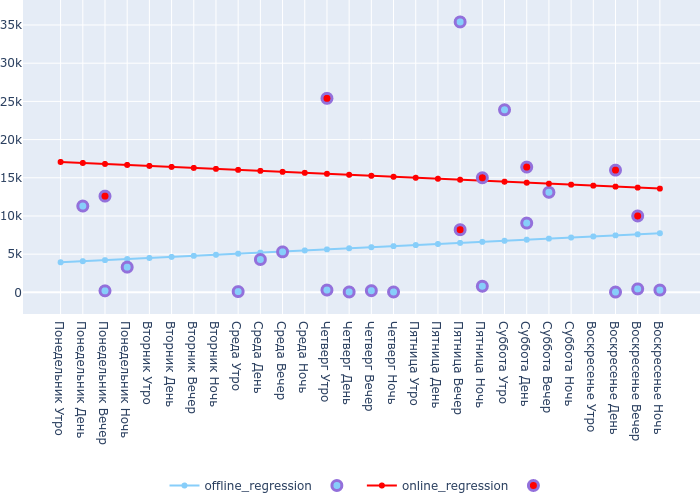 35k
30k
25k
20k
15k
10k
5k
0
Понедельник Утро
Понедельник День
Понедельник Вечер
Понедельник Ночь
Вторник Утро
Вторник День
Вторник Вечер
Вторник Ночь
Среда Утро
Среда День
Среда Вечер
Среда Ночь
Четверг Утро
Четверг День
Четверг Вечер
Четверг Ночь
Пятница Утро
Пятница День
Пятница Вечер
Пятница Ночь
Суббота Утро
Суббота День
Суббота Вечер
Суббота Ночь
Воскресенье Утро
Воскресенье День
Воскресенье Вечер
Воскресенье Ночь
offline_regression
online_regression